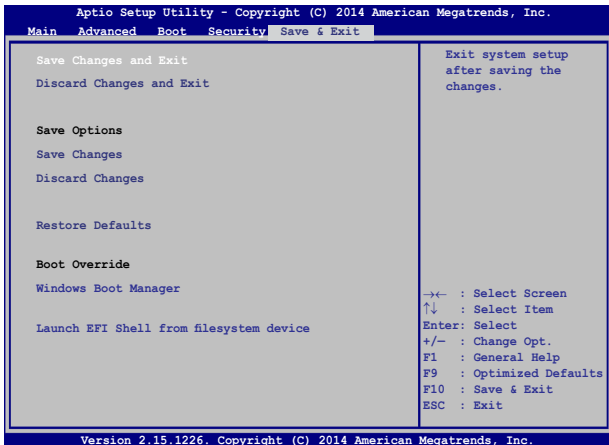 Aptio Setup Utility - Copyright (C) 2014 American Megatrends, Inc.
Main Advanced Boot Security Save & Exit
Save Changes and Exit
Discard Changes and Exit
Save Options
Save Changes
Discard Changes
Restore Defaults
Boot Override
Windows Boot Manager
Launch EFI Shell from filesystem device
Exit system setup
after saving the
changes.
→← : Select Screen
↑↓ : Select Item
Enter: Select
+/— : Change Opt.
F1 : General Help
F9 : Optimized Defaults
F10 : Save & Exit
ESC : Exit
Version 2.15.1226. Copyright (C) 2014 American Megatrends, Inc.